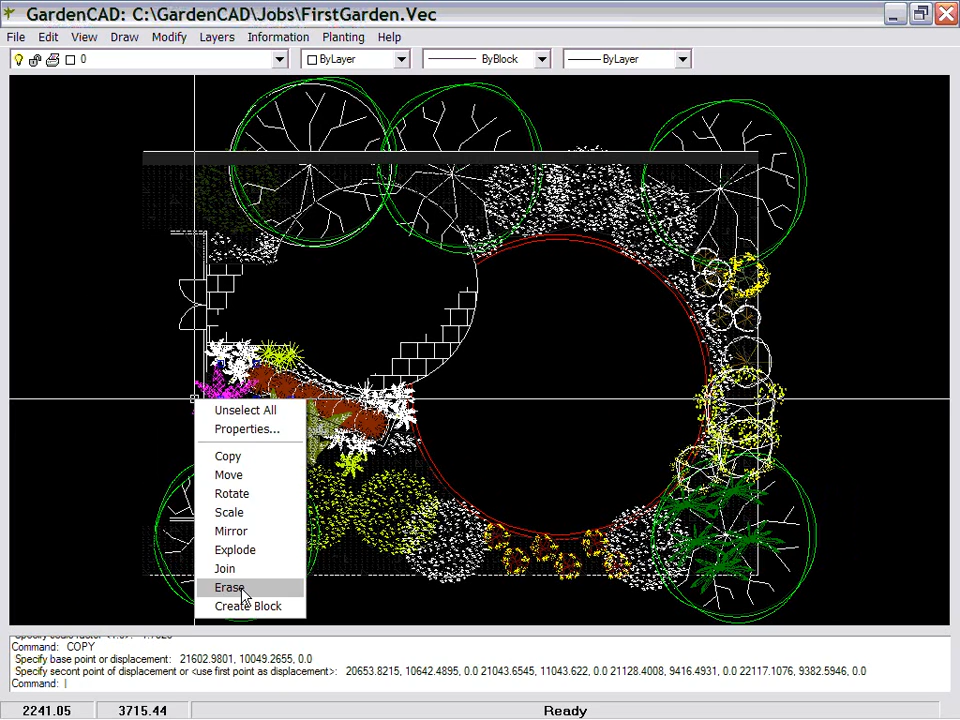 GardenCAD: C:\GardenCAD\Jobs\FirstGarden.Vec
File Edit View Draw Modify Layers Information Planting Help
0 ByLayer ByBlock ByLayer
Unselect All
Properties...
Copy
Move
Rotate
Scale
Mirror
Explode
Join
Erase
Create Block
Command: COPY
Specify base point or displacement: 21602.9801, 10049.2655, 0.0
Specify secont point of displacement or <use first point as displacement>: 20653.8215, 10642.4895, 0.0 21043.6545, 11043.622, 0.0 21128.4008, 9416.4931, 0.0 22117.1076, 9382.5946, 0.0
Command:
2241.05 3715.44 Ready